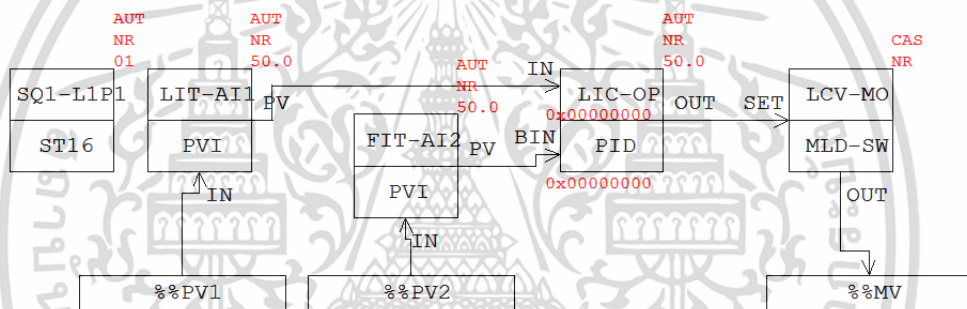 AUT
NR
01
AUT
NR
50.0
AUT
NR
50.0
AUT
NR
50.0
CAS
NR
SQ1-L1P1
ST16
LIT-AI1
PVI
PV
IN
FIT-AI2
PVI
PV
IN
IN
BIN
LIC-OP
0x00000000
PID
0x00000000
OUT
SET
LCV-MO
MLD-SW
OUT
%%PV1
%%PV2
%%MV